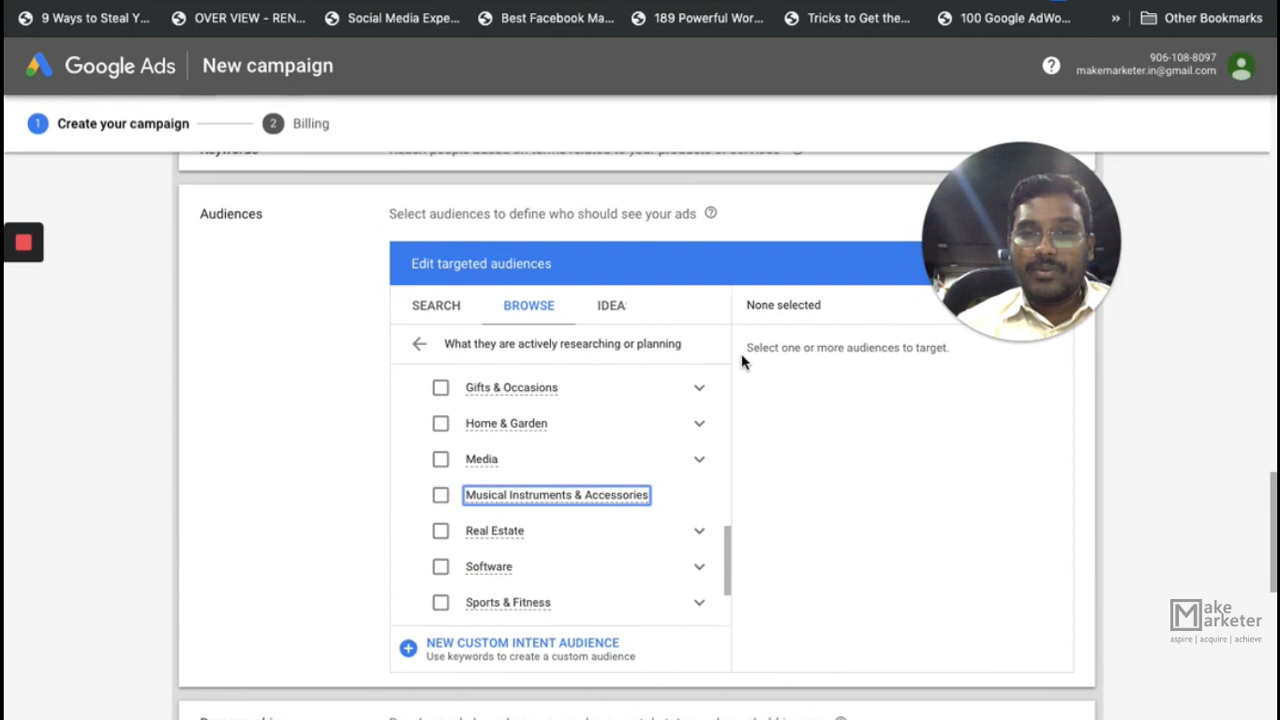 9 Ways to Steal Y... OVER VIEW - REN... Social Media Expe... Best Facebook Ma... 189 Powerful Wor... Tricks to Get the... 100 Google AdWo... » Other Bookmarks
Google Ads New campaign ? 906-108-8097
makemarketer.in@gmail.com
1 Create your campaign 2 Billing
Keywords Reach people based on terms related to your products or services
Audiences Select audiences to define who should see your ads ?
Edit targeted audiences
SEARCH BROWSE IDEA
None selected
What they are actively researching or planning
Select one or more audiences to target.
Gifts & Occasions
Home & Garden
Media
Musical Instruments & Accessories
Real Estate
Software
Sports & Fitness
NEW CUSTOM INTENT AUDIENCE
Use keywords to create a custom audience
Make
Marketer
aspire | acquire | achieve